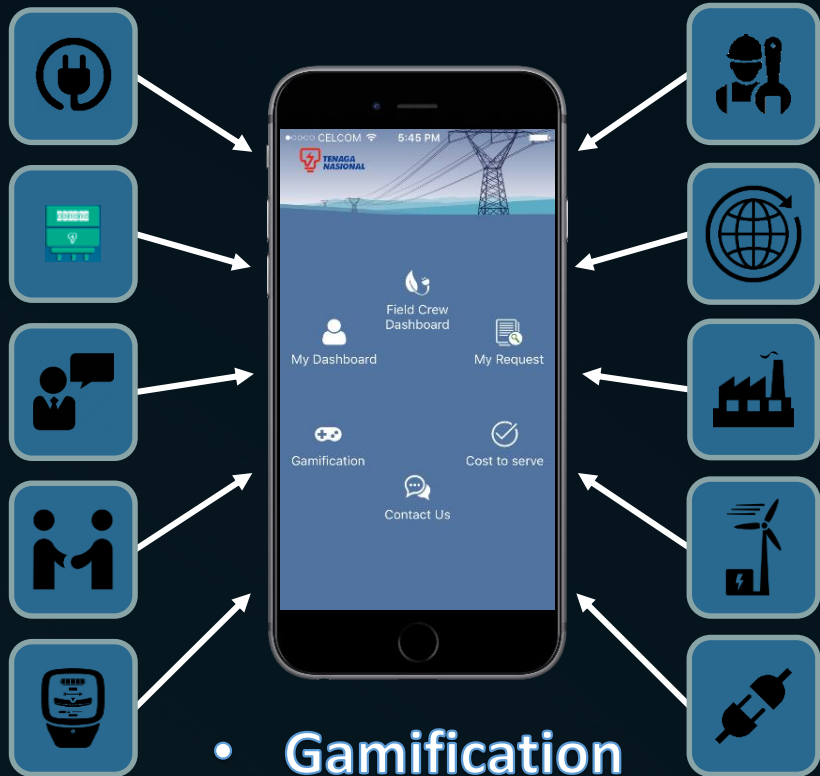 CELCOM 5:45 PM
TENAGA
NASIONAL
Field Crew
Dashboard
My Dashboard
My Request
Gamification
Cost to serve
Contact Us
• Gamification